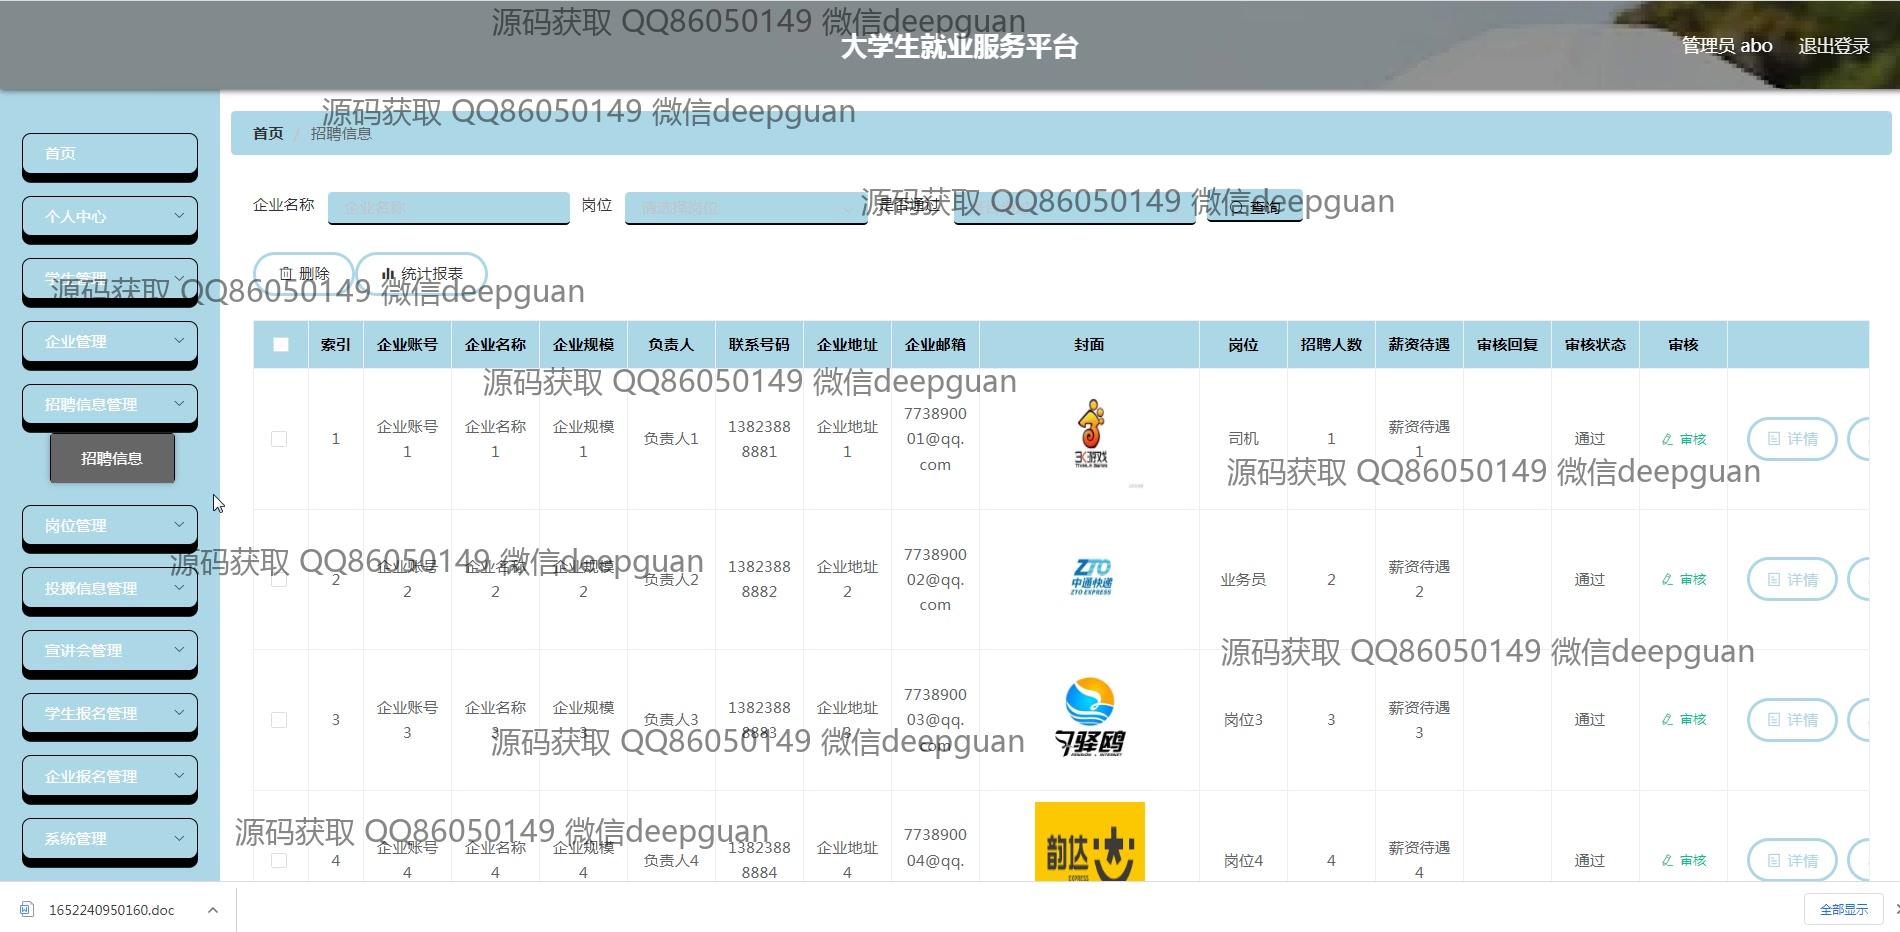 源码获取 QQ86050149 微信deepguan
大学生就业服务平台
管理员 abo 退出登录
源码获取 QQ86050149 微信deepguan
首页 / 招聘信息
首页
个人中心
学生管理
企业管理
招聘信息管理
招聘信息
岗位管理
投掷信息管理
宣讲会管理
学生报名管理
企业报名管理
系统管理
企业名称 企业名称 岗位 请选择岗位 是否通过 查询
源码获取 QQ86050149 微信deepguan
删除 统计报表
源码获取 QQ86050149 微信deepguan
索引 企业账号 企业名称 企业规模 负责人 联系号码 企业地址 企业邮箱 封面 岗位 招聘人数 薪资待遇 审核回复 审核状态 审核
源码获取 QQ86050149 微信deepguan
1 企业账号1 企业名称1 企业规模1 负责人1 13823888881 企业地址1 773890001@qq.com 3K游戏 司机 1 薪资待遇1 通过 审核 详情
源码获取 QQ86050149 微信deepguan
源码获取 QQ86050149 微信deepguan
2 企业账号2 企业名称2 企业规模2 负责人2 13823888882 企业地址2 773890002@qq.com ZTO 中通快递 ZTO EXPRESS 业务员 2 薪资待遇2 通过 审核 详情
源码获取 QQ86050149 微信deepguan
3 企业账号3 企业名称3 企业规模3 负责人3 13823888883 企业地址3 773890003@qq.com 驿鸥 岗位3 3 薪资待遇3 通过 审核 详情
源码获取 QQ86050149 微信deepguan
源码获取 QQ86050149 微信deepguan
4 企业账号4 企业名称4 企业规模4 负责人4 13823888884 企业地址4 773890004@qq. 韵达 EXPRESS 岗位4 4 薪资待遇4 通过 审核 详情
1652240950160.doc 全部显示